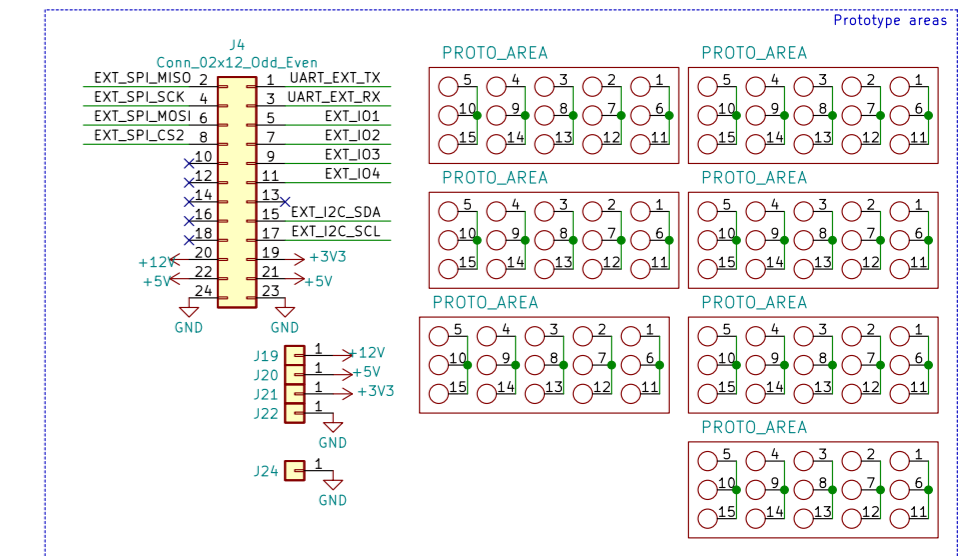 Prototype areas
J4
Conn_02x12_Odd_Even
EXT_SPI_MISO 2 1 UART_EXT_TX
EXT_SPI_SCK 4 3 UART_EXT_RX
EXT_SPI_MOSI 6 5 EXT_IO1
EXT_SPI_CS2 8 7 EXT_IO2
10 9 EXT_IO3
12 11 EXT_IO4
14 13
16 15 EXT_I2C_SDA
18 17 EXT_I2C_SCL
+12V 20 19 +3V3
+5V 22 21 +5V
24 23
GND GND
J19 1 +12V
J20 1 +5V
J21 1 +3V3
J22 1
GND
J24 1
GND
PROTO_AREA
5 4 3 2 1
10 9 8 7 6
15 14 13 12 11
PROTO_AREA
5 4 3 2 1
10 9 8 7 6
15 14 13 12 11
PROTO_AREA
5 4 3 2 1
10 9 8 7 6
15 14 13 12 11
PROTO_AREA
5 4 3 2 1
10 9 8 7 6
15 14 13 12 11
PROTO_AREA
5 4 3 2 1
10 9 8 7 6
15 14 13 12 11
PROTO_AREA
5 4 3 2 1
10 9 8 7 6
15 14 13 12 11
PROTO_AREA
5 4 3 2 1
10 9 8 7 6
15 14 13 12 11